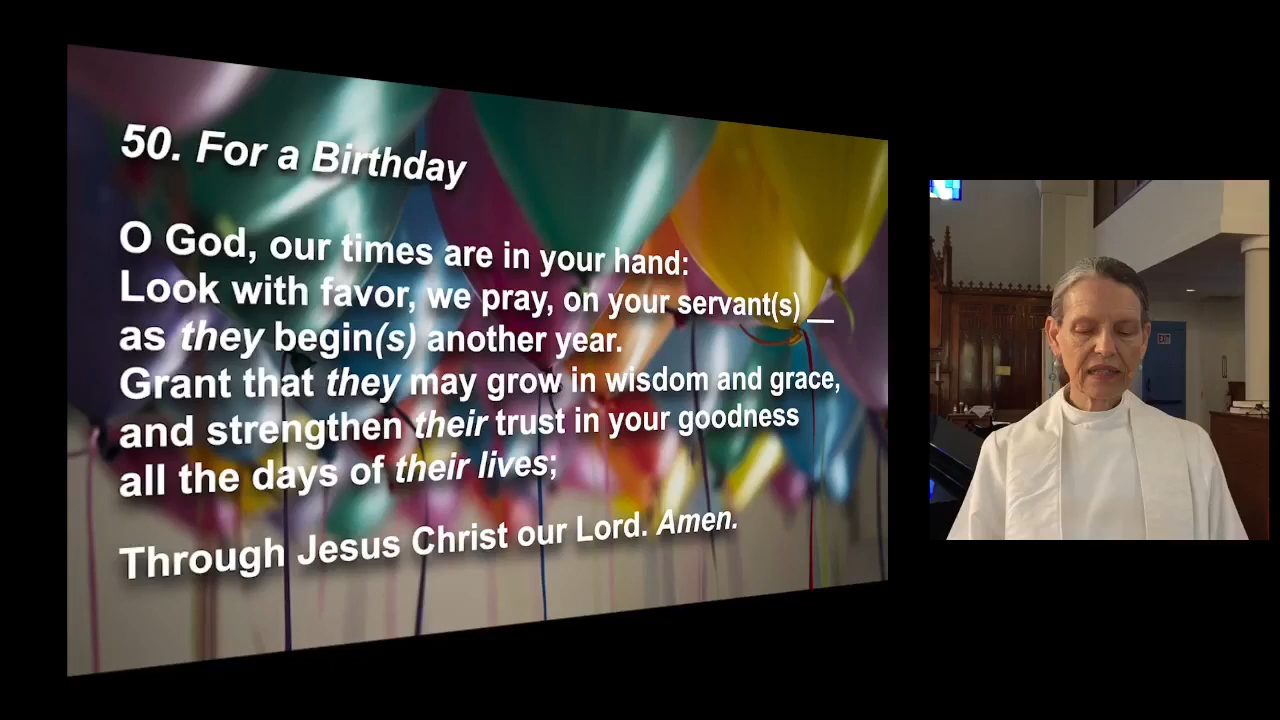 50. For a Birthday
O God, our times are in your hand:
Look with favor, we pray, on your servant(s) __
as they begin(s) another year.
Grant that they may grow in wisdom and grace,
and strengthen their trust in your goodness
all the days of their lives;
Through Jesus Christ our Lord. Amen.